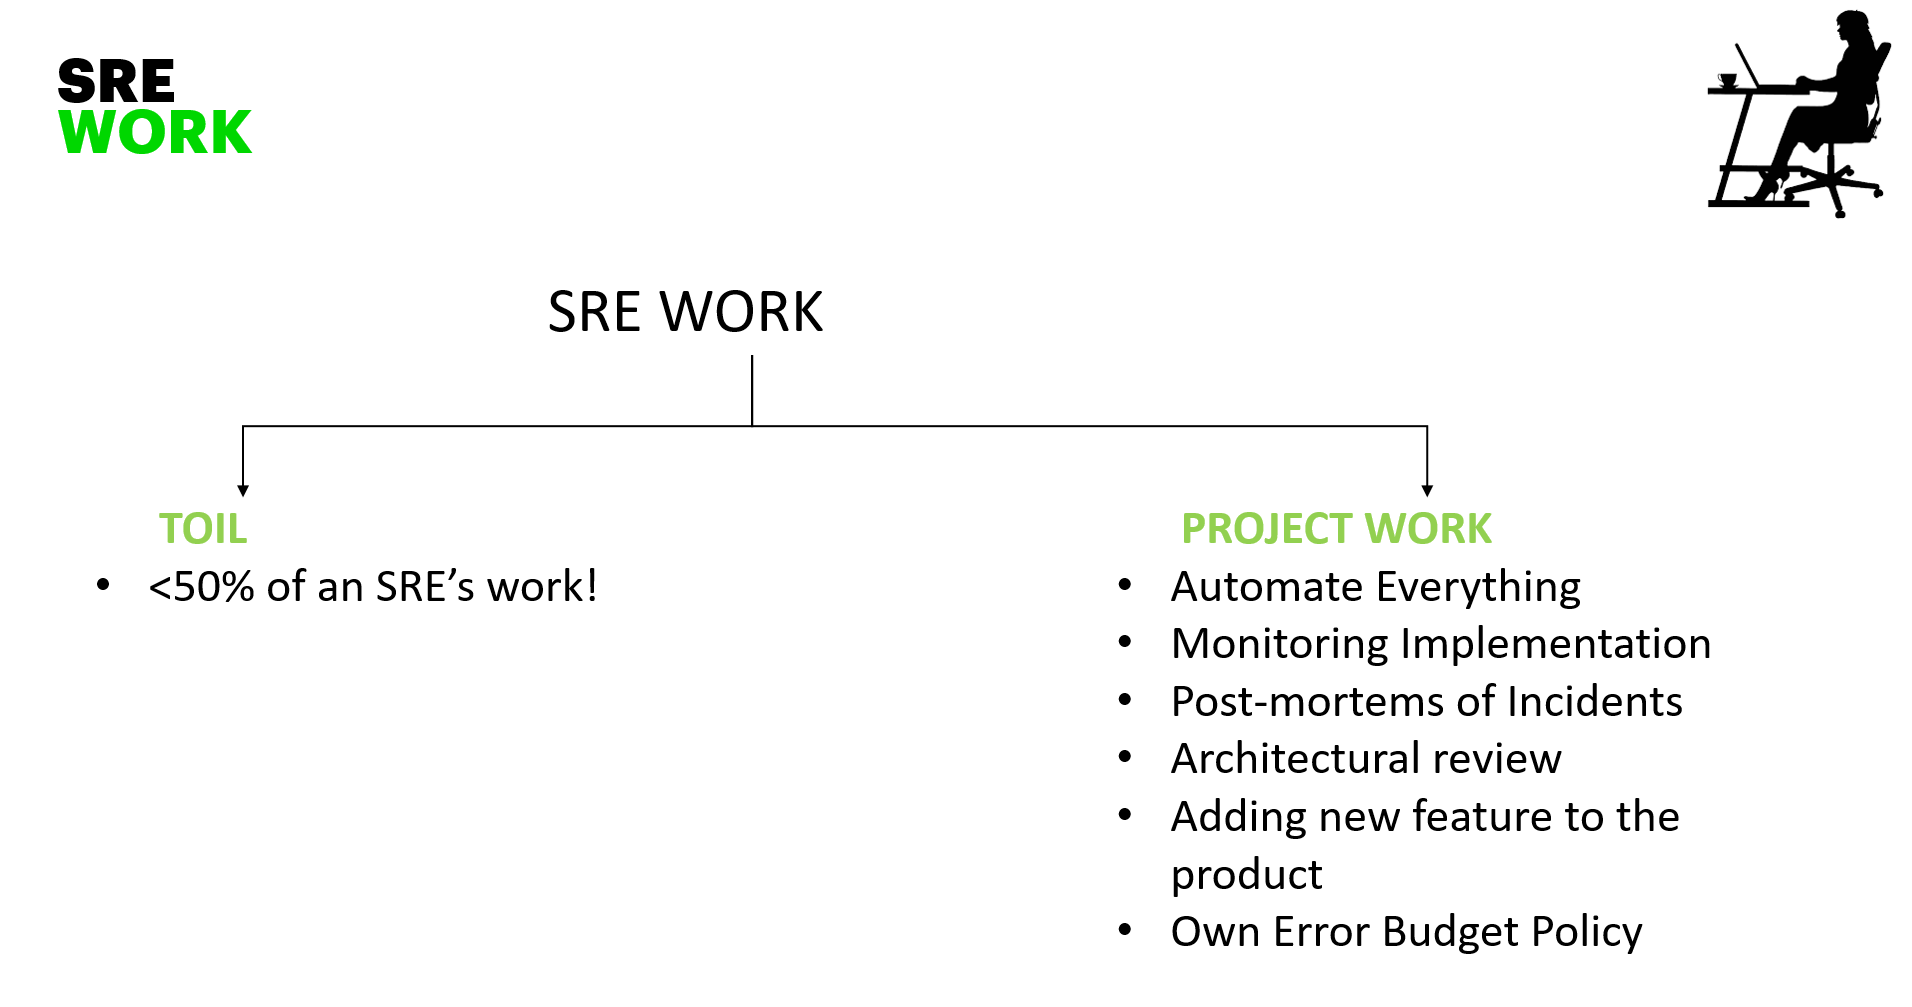 SRE
WORK
SRE WORK
TOIL
• <50% of an SRE’s work!
PROJECT WORK
• Automate Everything
• Monitoring Implementation
• Post-mortems of Incidents
• Architectural review
• Adding new feature to the
product
• Own Error Budget Policy